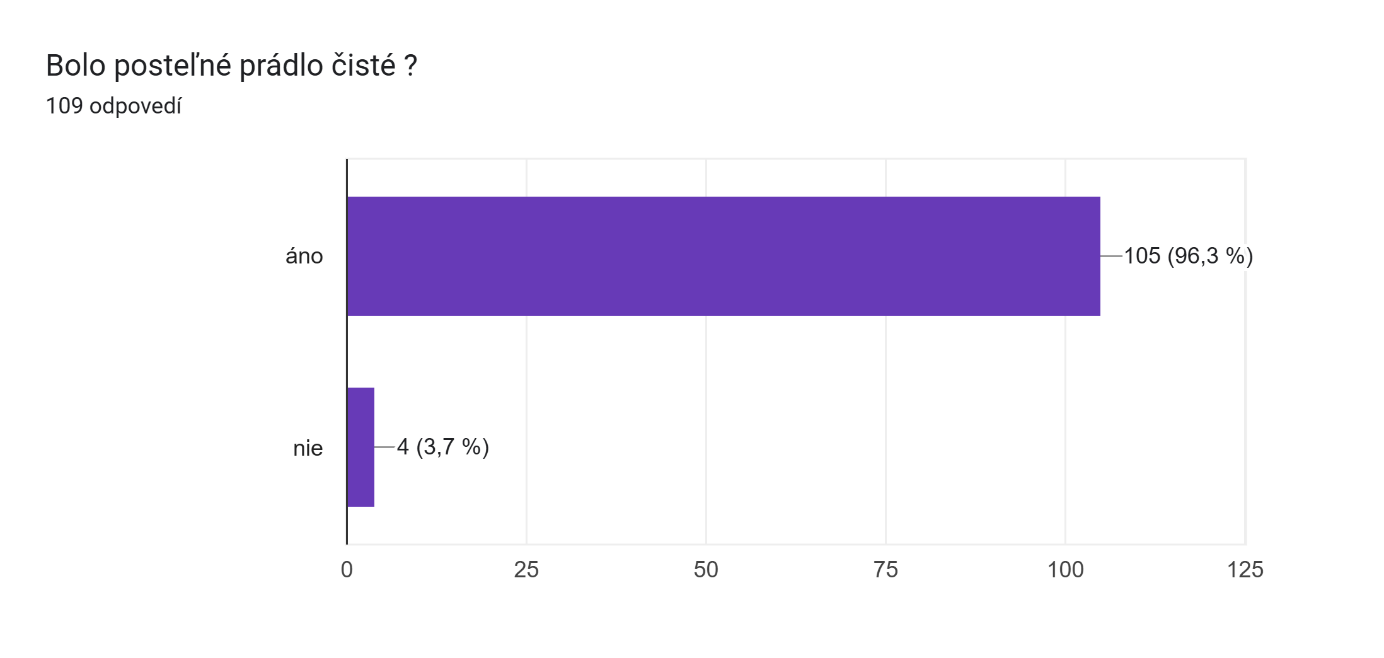 Bolo posteľné prádlo čisté ?
109 odpovedí
áno
105 (96,3 %)
nie
4 (3,7 %)
0 25 50 75 100 125